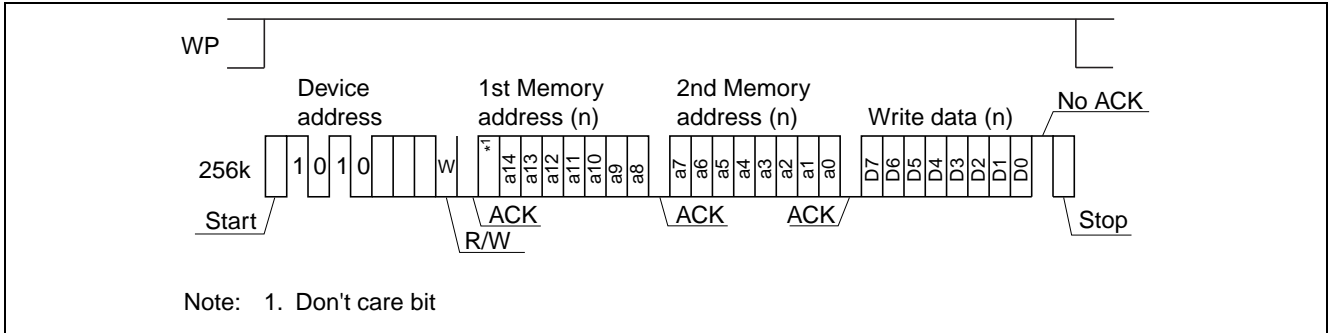 WP
Device 1st Memory 2nd Memory
address address (n) address (n) Write data (n) No ACK
256k 1 0 1 0 W *1 a14 a13 a12 a11 a10 a9 a8 a7 a6 a5 a4 a3 a2 a1 a0 D7 D6 D5 D4 D3 D2 D1 D0
Start ACK ACK ACK Stop
R/W
Note: 1. Don't care bit